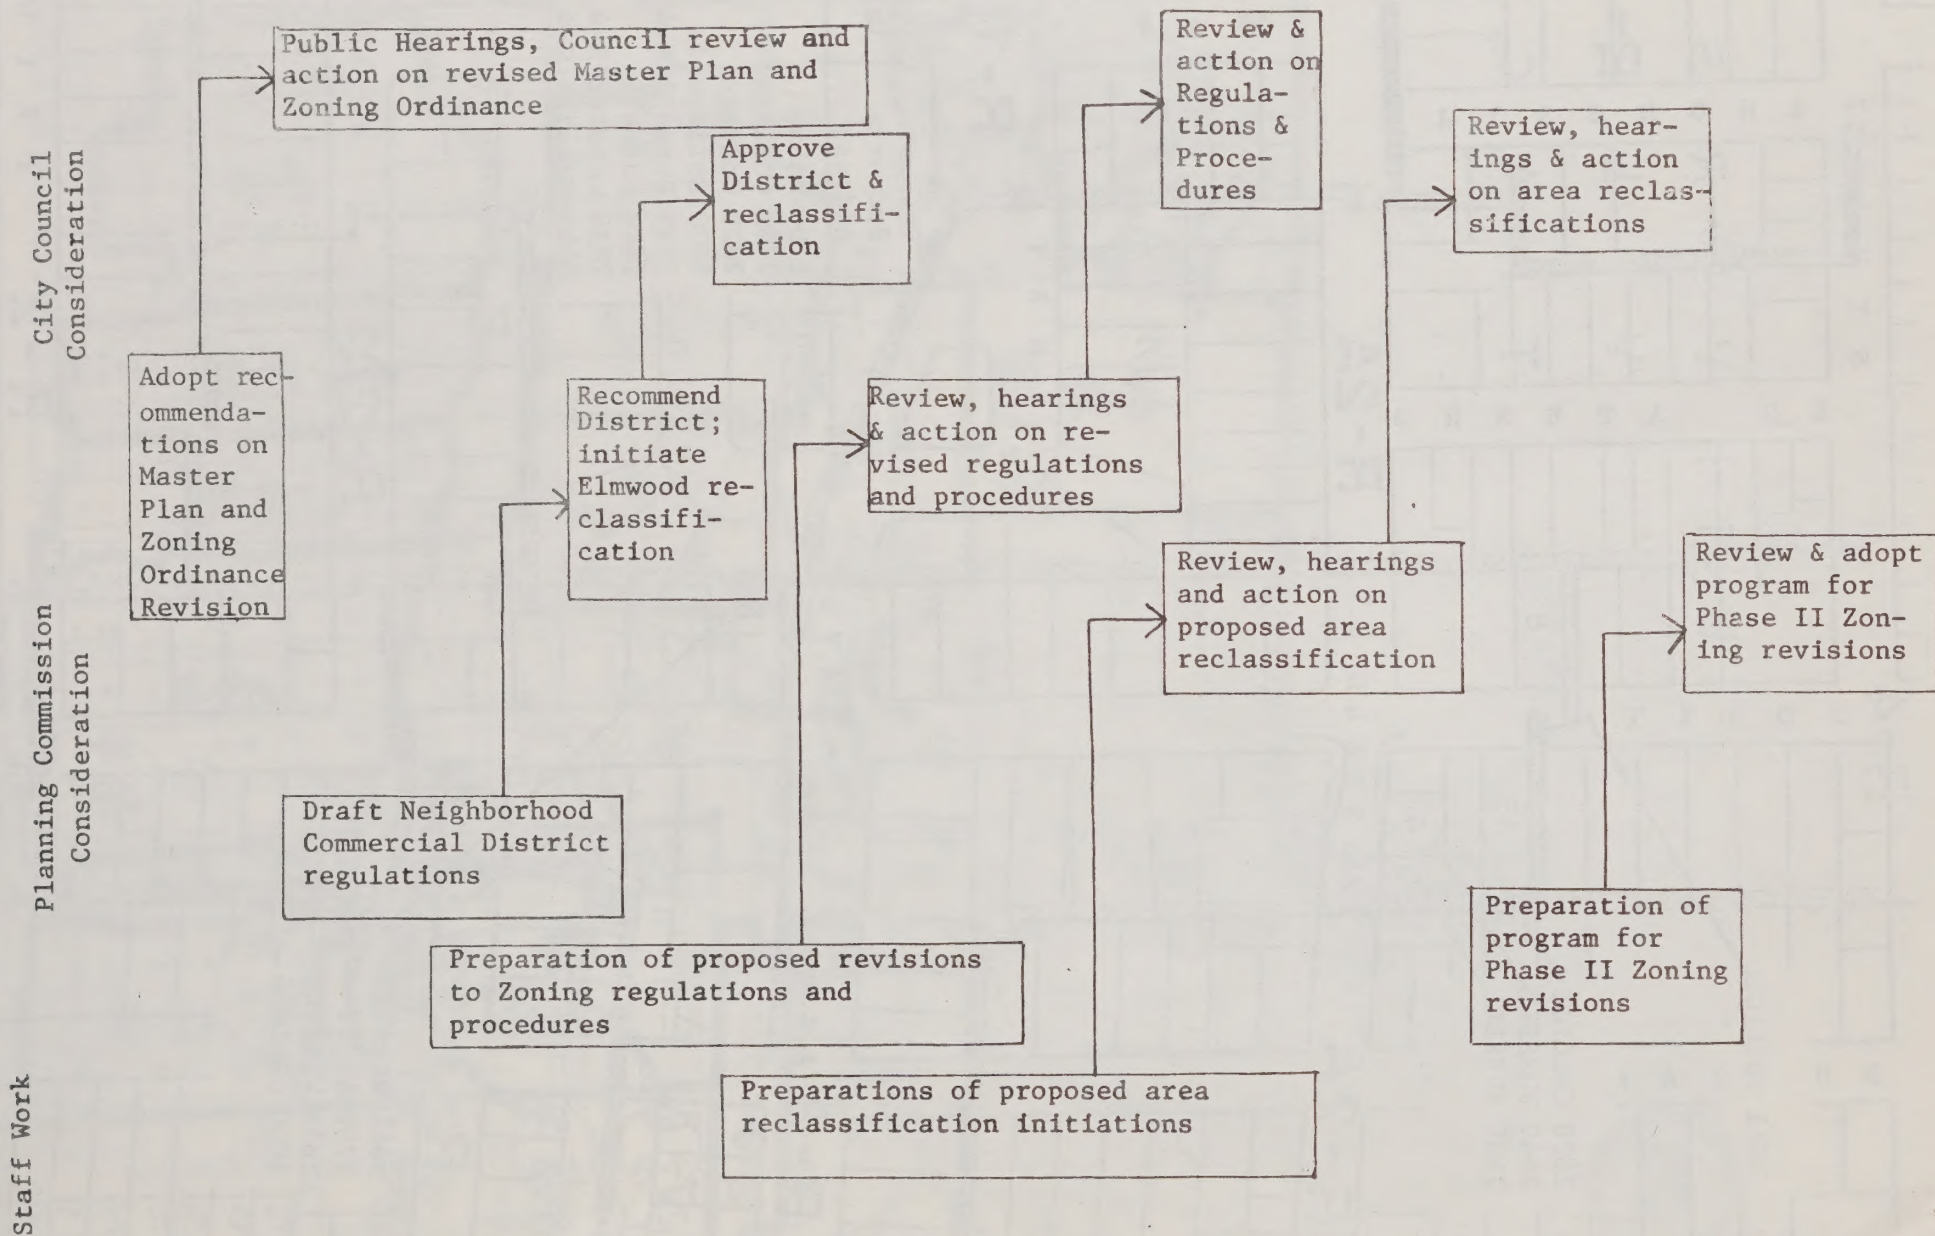 City Council
Consideration
Public Hearings, Council review and
action on revised Master Plan and
Zoning Ordinance
Approve
District &
reclassifi-
cation
Review &
action on
Regula-
tions &
Proce-
dures
Review, hear-
ings & action
on area reclas-
sifications
Planning Commission
Consideration
Adopt rec-
ommenda-
tions on
Master
Plan and
Zoning
Ordinance
Revision
Recommend
District;
initiate
Elmwood re-
classifi-
cation
Review, hearings
& action on re-
vised regulations
and procedures
Review, hearings
and action on
proposed area
reclassification
Review & adopt
program for
Phase II Zon-
ing revisions
Staff Work
Draft Neighborhood
Commercial District
regulations
Preparation of proposed revisions
to Zoning regulations and
procedures
Preparations of proposed area
reclassification initiations
Preparation of
program for
Phase II Zoning
revisions